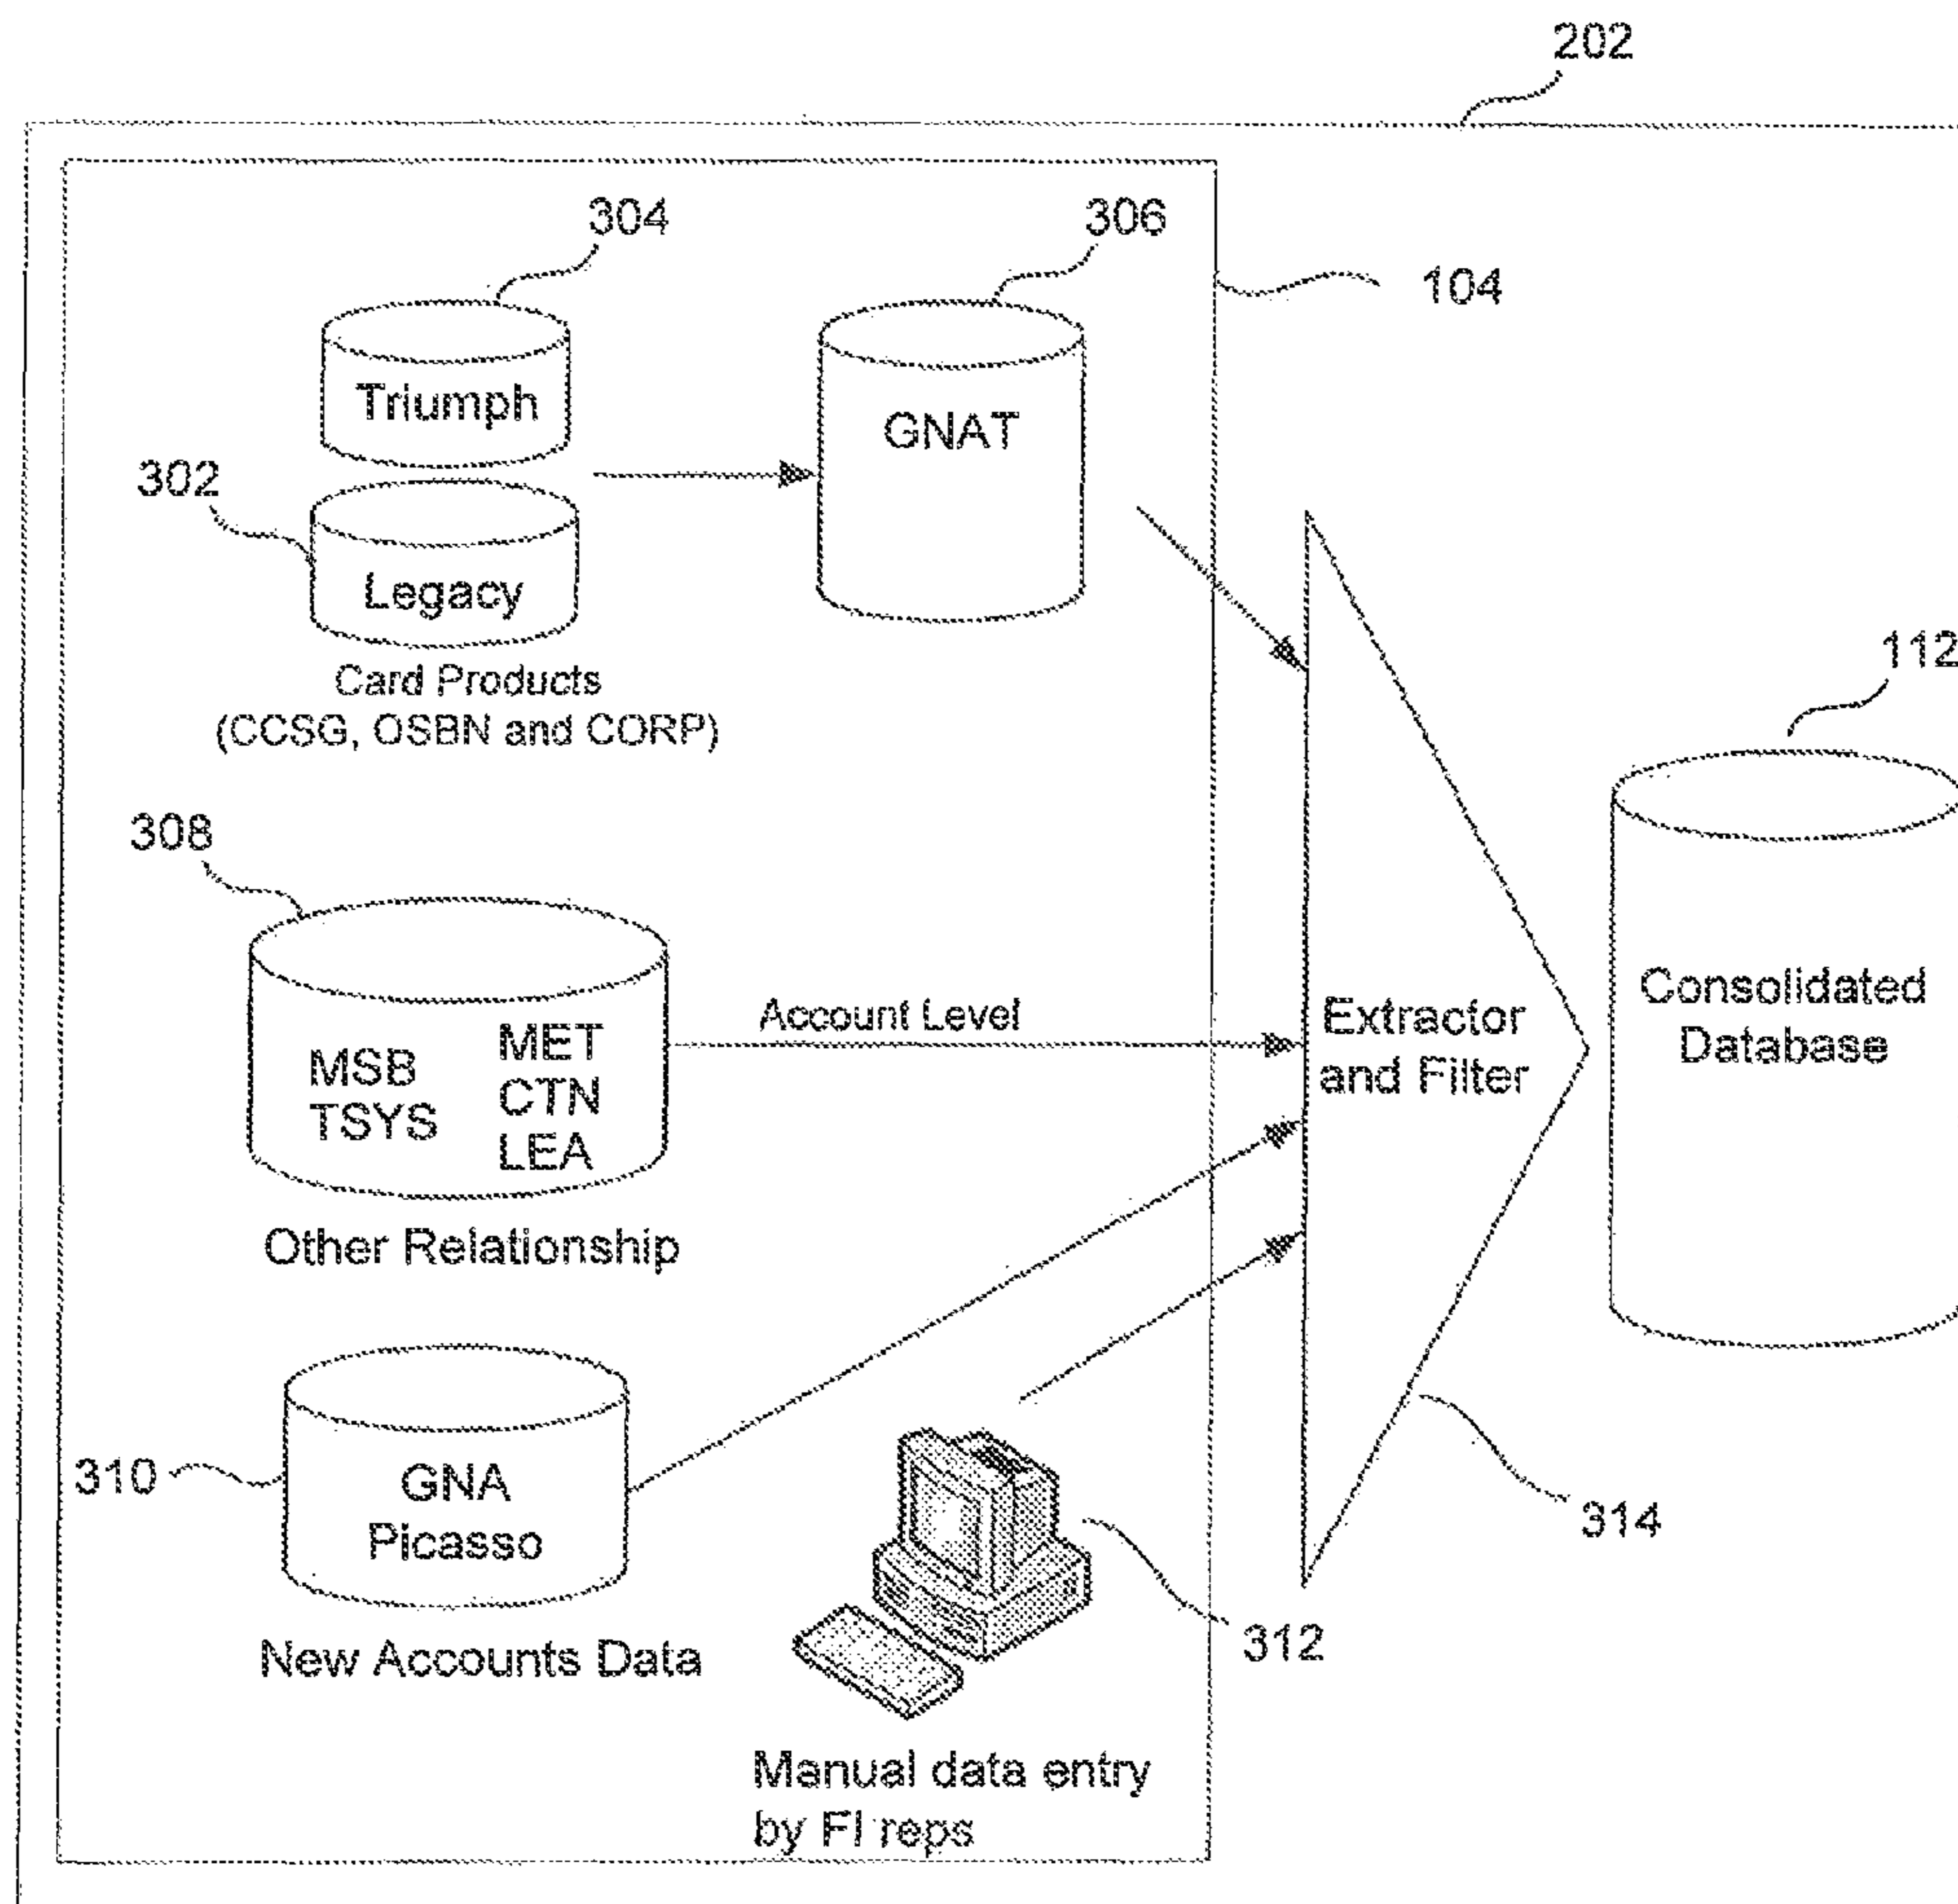 202
304
306
104
Triumph
GNAT
302
Legacy
Card Products
(CCSG, OSBN and CORP)
112
308
MSB
TSYS
MET
CTN
LEA
Account Level
Extractor
and Filter
Consolidated
Database
Other Relationship
310
GNA
Picasso
New Accounts Data
314
312
Manual data entry
by FI reps